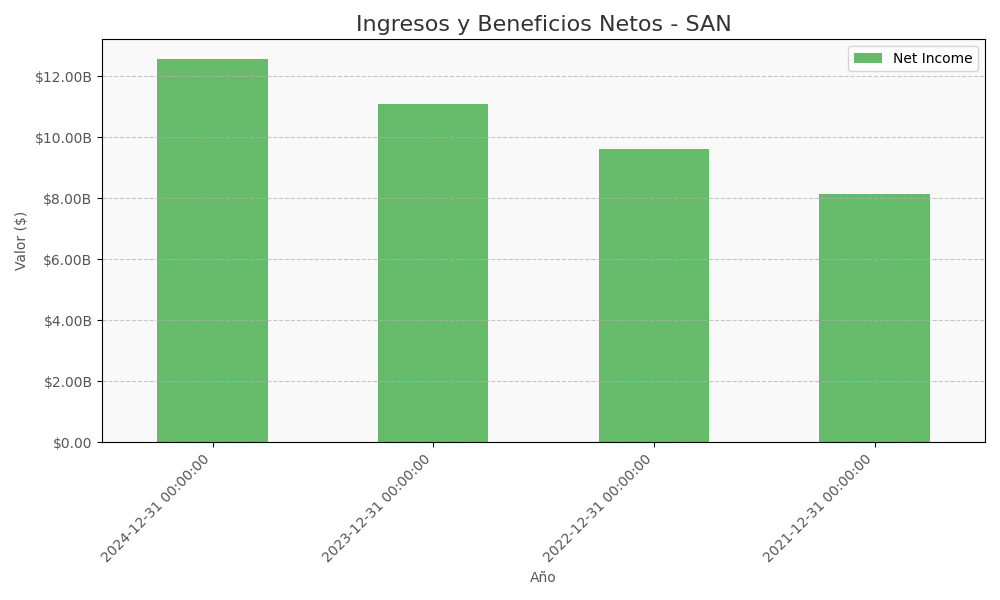 Ingresos y Beneficios Netos - SAN
Net Income
Valor ($)
$12.00B
$10.00B
$8.00B
$6.00B
$4.00B
$2.00B
$0.00
2024-12-31 00:00:00
2023-12-31 00:00:00
2022-12-31 00:00:00
2021-12-31 00:00:00
Año